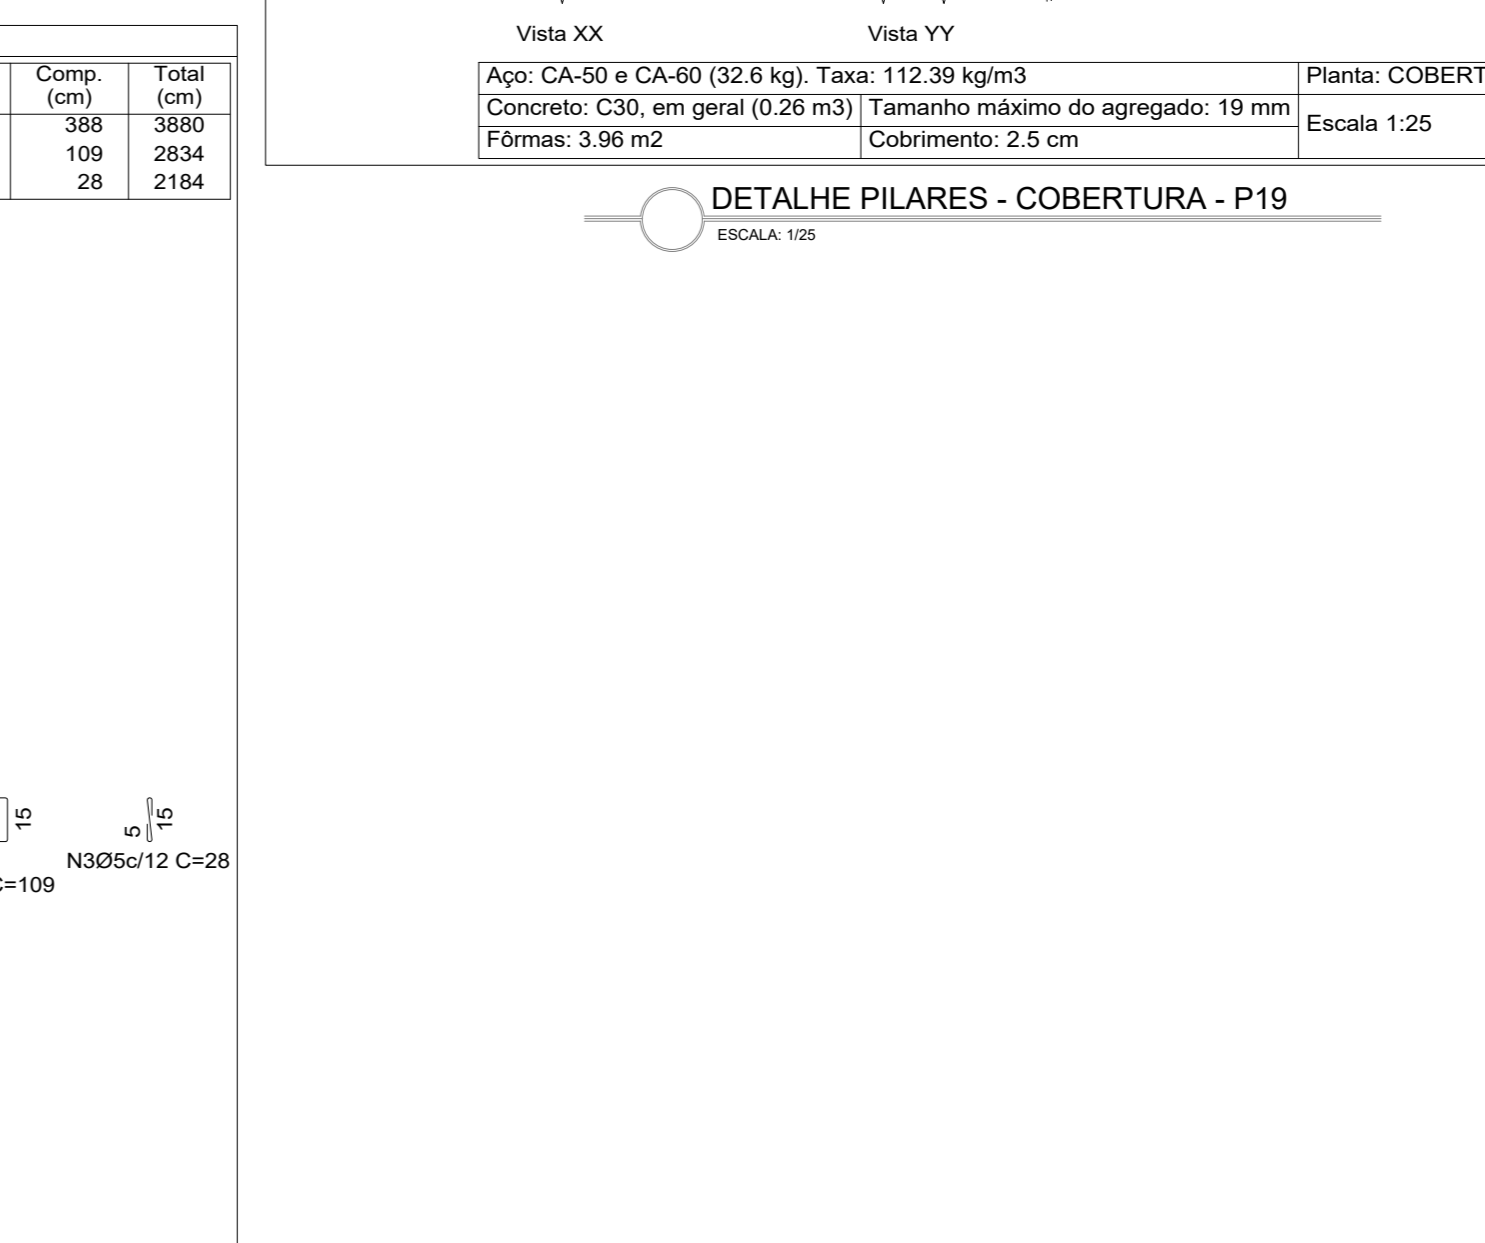 Vista XX
Vista YY
Comp. (cm) Total (cm)
388 3880
109 2834
28 2184
Aço: CA-50 e CA-60 (32.6 kg). Taxa: 112.39 kg/m3
Concreto: C30, em geral (0.26 m3) Tamanho máximo do agregado: 19 mm
Fôrmas: 3.96 m2 Cobrimento: 2.5 cm
Planta: COBERT
Escala 1:25
DETALHE PILARES - COBERTURA - P19
ESCALA: 1/25
15
5
15
N3Ø5c/12 C=28
=109